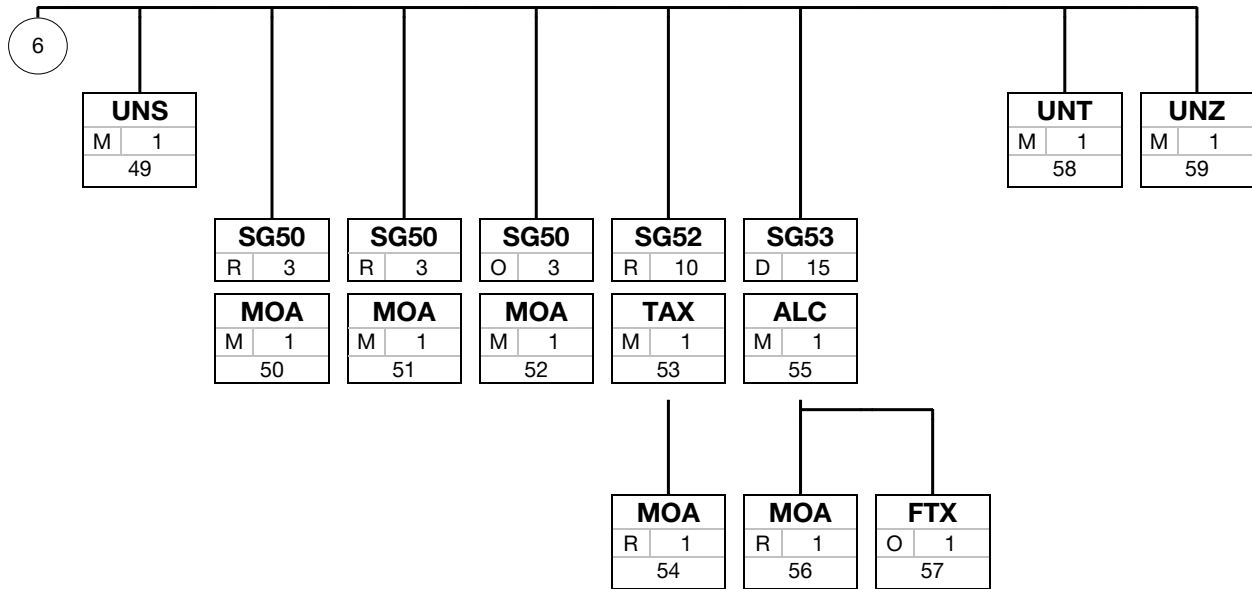 6
UNS
M 1
49
UNT
M 1
58
UNZ
M 1
59
SG50
R 3
SG50
R 3
SG50
O 3
SG52
R 10
SG53
D 15
MOA
M 1
50
MOA
M 1
51
MOA
M 1
52
TAX
M 1
53
ALC
M 1
55
MOA
R 1
54
MOA
R 1
56
FTX
O 1
57